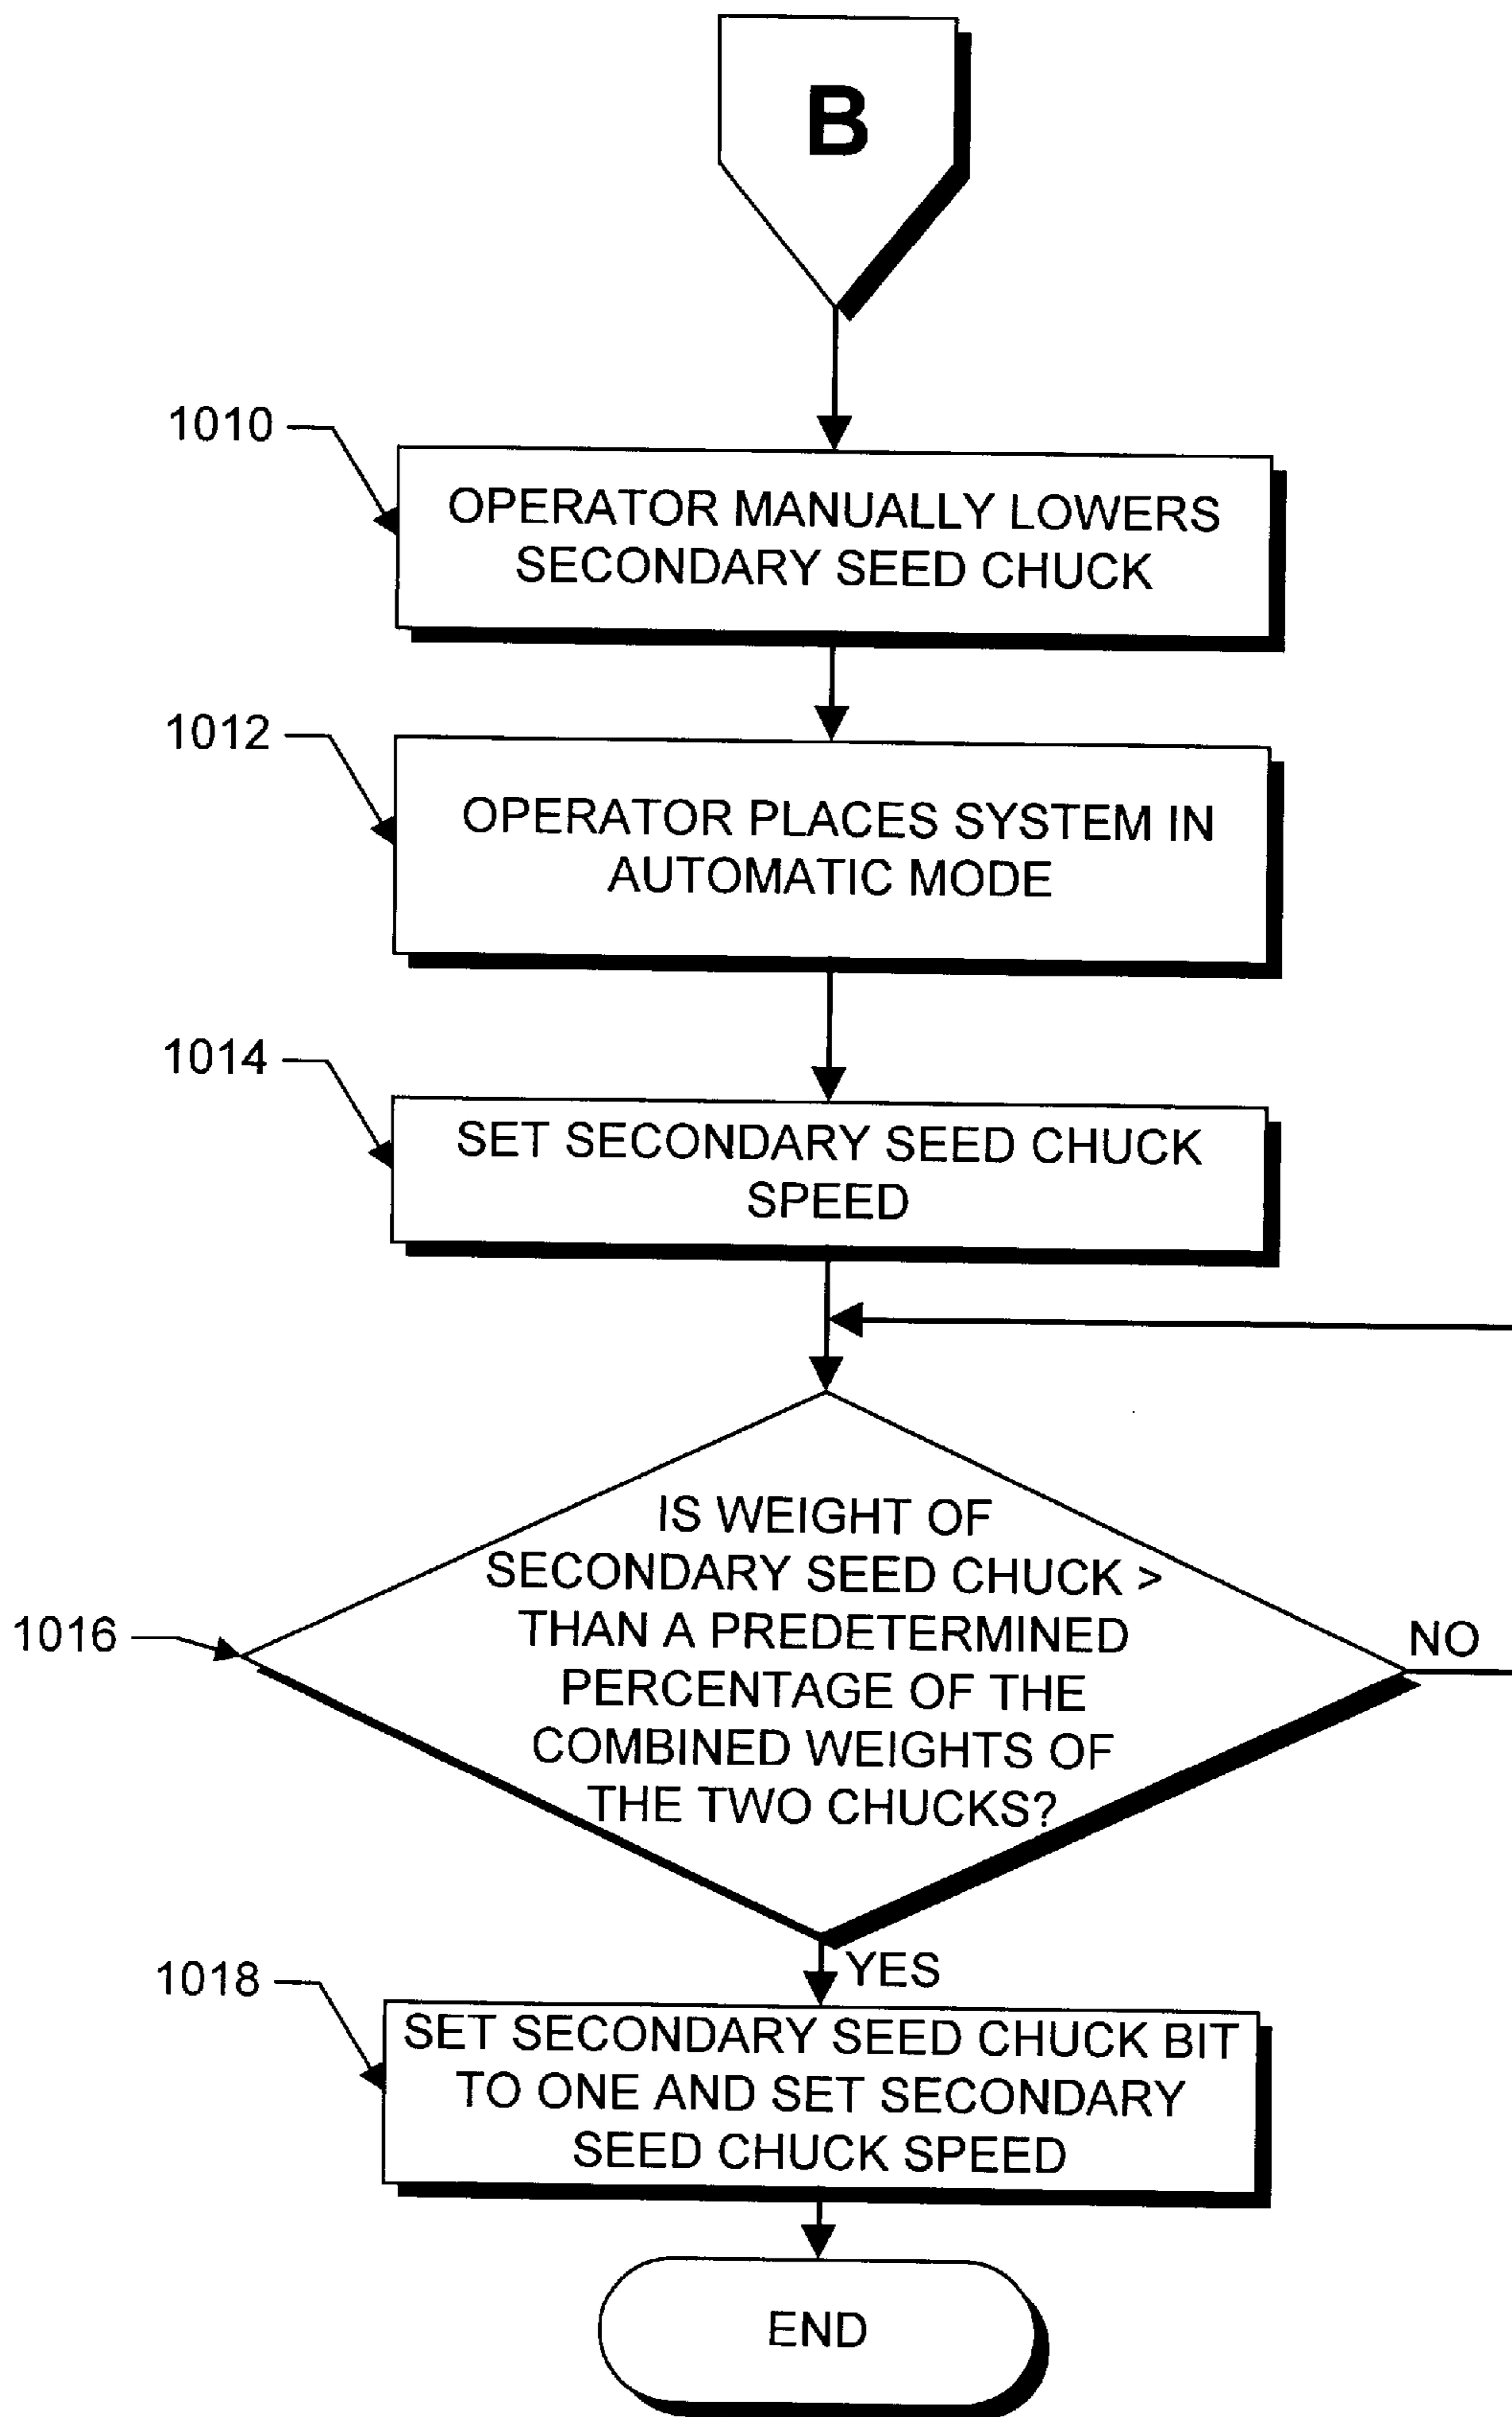 B
1010
OPERATOR MANUALLY LOWERS
SECONDARY SEED CHUCK
1012
OPERATOR PLACES SYSTEM IN
AUTOMATIC MODE
1014
SET SECONDARY SEED CHUCK
SPEED
IS WEIGHT OF
SECONDARY SEED CHUCK >
THAN A PREDETERMINED
PERCENTAGE OF THE
COMBINED WEIGHTS OF
THE TWO CHUCKS?
1016
NO
YES
1018
SET SECONDARY SEED CHUCK BIT
TO ONE AND SET SECONDARY
SEED CHUCK SPEED
END